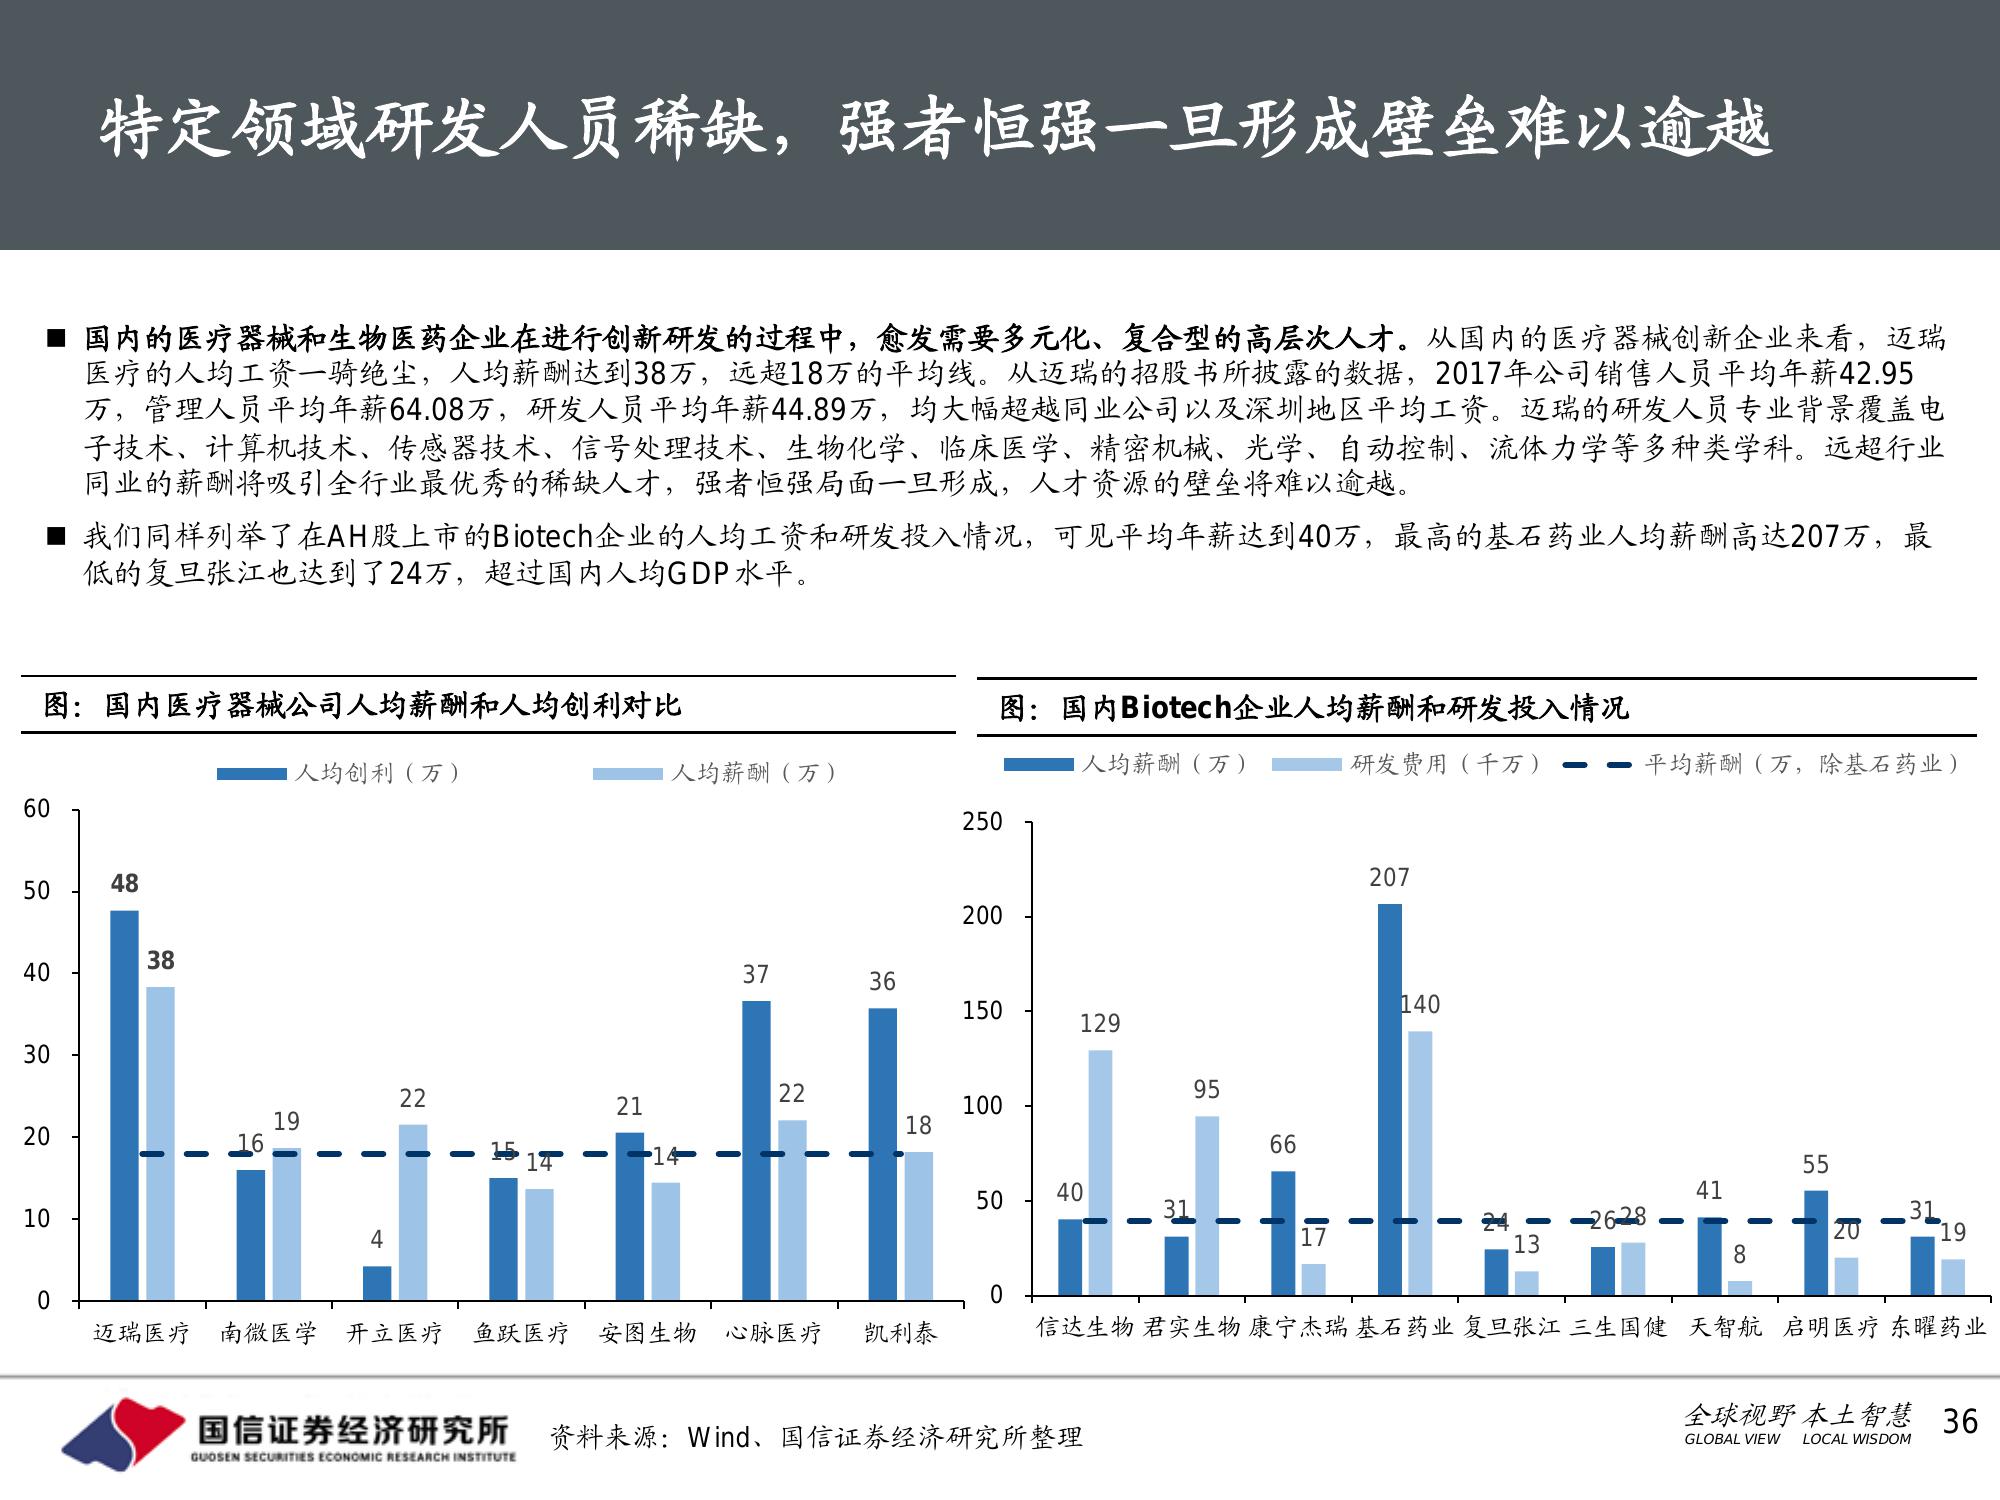 特定领域研发人员稀缺，强者恒强一旦形成壁垒难以逾越
■ 国内的医疗器械和生物医药企业在进行创新研发的过程中，愈发需要多元化、复合型的高层次人才。从国内的医疗器械创新企业来看，迈瑞
医疗的人均工资一骑绝尘，人均薪酬达到38万，远超18万的平均线。从迈瑞的招股书所披露的数据，2017年公司销售人员平均年薪42.95
万，管理人员平均年薪64.08万，研发人员平均年薪44.89万，均大幅超越同业公司以及深圳地区平均工资。迈瑞的研发人员专业背景覆盖电
子技术、计算机技术、传感器技术、信号处理技术、生物化学、临床医学、精密机械、光学、自动控制、流体力学等多种类学科。远超行业
同业的薪酬将吸引全行业最优秀的稀缺人才，强者恒强局面一旦形成，人才资源的壁垒将难以逾越。
■ 我们同样列举了在AH股上市的Biotech企业的人均工资和研发投入情况，可见平均年薪达到40万，最高的基石药业人均薪酬高达207万，最
低的复旦张江也达到了24万，超过国内人均GDP水平。
图：国内医疗器械公司人均薪酬和人均创利对比
人均创利（万） 人均薪酬（万）
60
50
40
30
20
10
0
48 38
16 19
4 22
15 14
21 14
37 22
36 18
迈瑞医疗 南微医学 开立医疗 鱼跃医疗 安图生物 心脉医疗 凯利泰
图：国内Biotech企业人均薪酬和研发投入情况
人均薪酬（万） 研发费用（千万） 平均薪酬（万，除基石药业）
250
200
150
100
50
0
40 129
31 95
66 17
207 140
24 13
26 28
41 8
55 20
31 19
信达生物 君实生物 康宁杰瑞 基石药业 复旦张江 三生国健 天智航 启明医疗 东曜药业
国信证券经济研究所
GUOSEN SECURITIES ECONOMIC RESEARCH INSTITUTE
资料来源：Wind、国信证券经济研究所整理
全球视野 本土智慧
GLOBAL VIEW LOCAL WISDOM
36